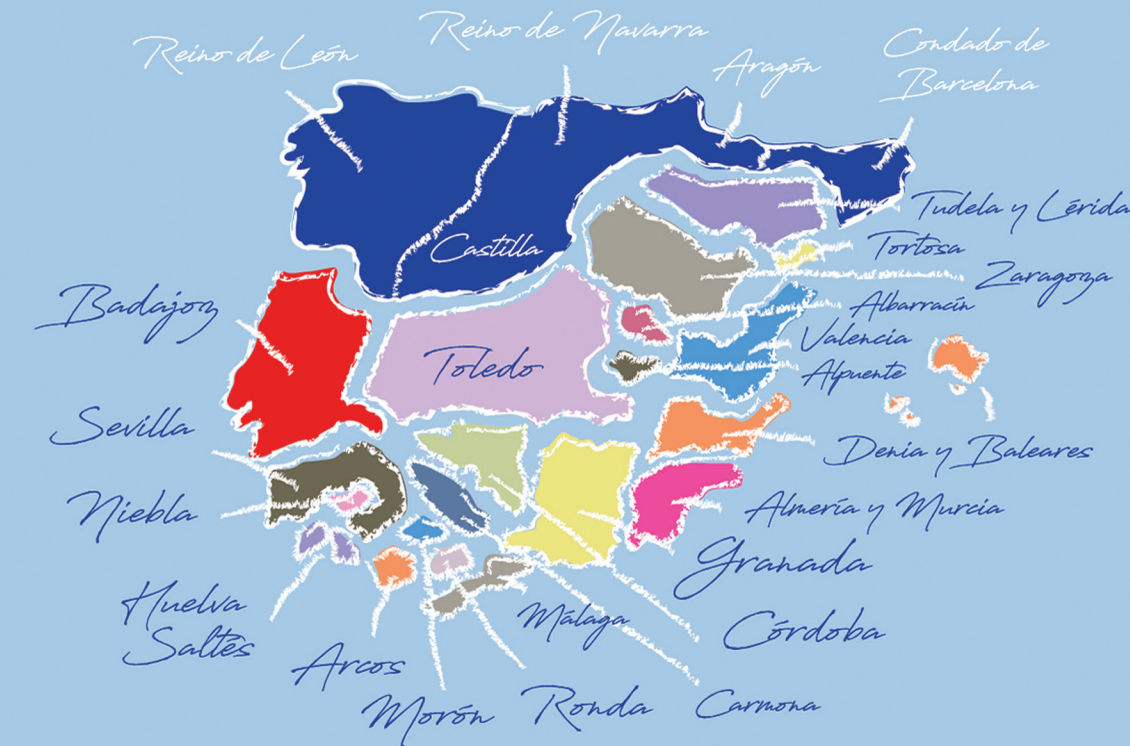 Reino de León
Reino de Navarra
Aragón
Condado de
Barcelona
Castilla
Tudela y Lérida
Tortosa
Zaragoza
Badajoz
Albarracín
Valencia
Toledo
Alpuente
Sevilla
Denia y Baleares
Niebla
Almería y Murcia
Granada
Huelva
Saltés
Málaga
Córdoba
Arcos
Morón
Ronda
Carmona